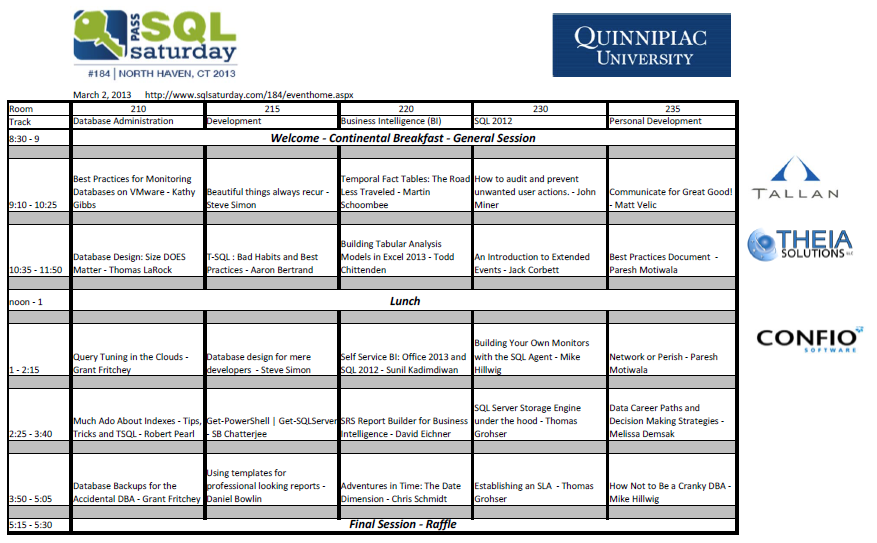 PASS SQL
saturday
#184 | NORTH HAVEN, CT 2013
QUINNIPIAC
UNIVERSITY
March 2, 2013 http://www.sqlsaturday.com/184/eventhome.aspx
Room 210 215 220 230 235
Track Database Administration Development Business Intelligence (BI) SQL 2012 Personal Development
8:30 - 9 Welcome - Continental Breakfast - General Session
9:10 - 10:25
Best Practices for Monitoring
Databases on VMware - Kathy
Gibbs
Beautiful things always recur -
Steve Simon
Temporal Fact Tables: The Road
Less Traveled - Martin
Schoombee
How to audit and prevent
unwanted user actions. - John
Miner
Communicate for Great Good!
- Matt Velic
10:35 - 11:50
Database Design: Size DOES
Matter - Thomas LaRock
T-SQL : Bad Habits and Best
Practices - Aaron Bertrand
Building Tabular Analysis
Models in Excel 2013 - Todd
Chittenden
An Introduction to Extended
Events - Jack Corbett
Best Practices Document -
Paresh Motiwala
noon - 1 Lunch
1 - 2:15
Query Tuning in the Clouds -
Grant Fritchey
Database design for mere
developers - Steve Simon
Self Service BI: Office 2013 and
SQL 2012 - Sunil Kadimdiwan
Building Your Own Monitors
with the SQL Agent - Mike
Hillwig
Network or Perish - Paresh
Motiwala
2:25 - 3:40
Much Ado About Indexes - Tips,
Tricks and TSQL - Robert Pearl
Get-PowerShell | Get-SQLServer
- SB Chatterjee
SRS Report Builder for Business
Intelligence - David Eichner
SQL Server Storage Engine
under the hood - Thomas
Grohser
Data Career Paths and
Decision Making Strategies -
Melissa Demsak
3:50 - 5:05
Database Backups for the
Accidental DBA - Grant Fritchey
Using templates for
professional looking reports -
Daniel Bowlin
Adventures in Time: The Date
Dimension - Chris Schmidt
Establishing an SLA - Thomas
Grohser
How Not to Be a Cranky DBA -
Mike Hillwig
5:15 - 5:30 Final Session - Raffle
TALLAN
THEIA
SOLUTIONS LLC
CONFIO
SOFTWARE